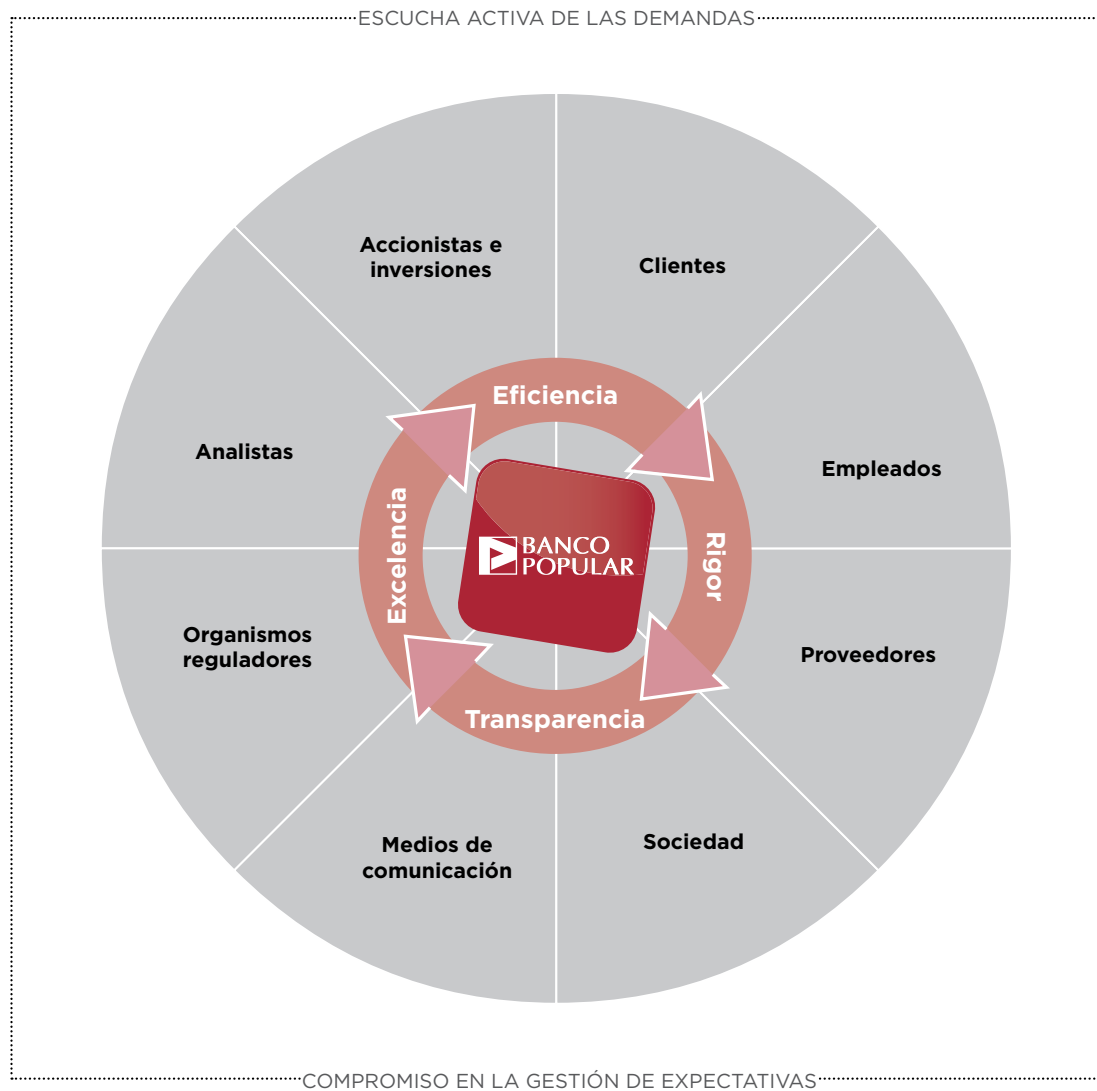 ESCUCHA ACTIVA DE LAS DEMANDAS
Accionistas e
inversiones
Clientes
Analistas
Empleados
Eficiencia
Excelencia
Rigor
BANCO
POPULAR
Organismos
reguladores
Proveedores
Transparencia
Medios de
comunicación
Sociedad
COMPROMISO EN LA GESTIÓN DE EXPECTATIVAS